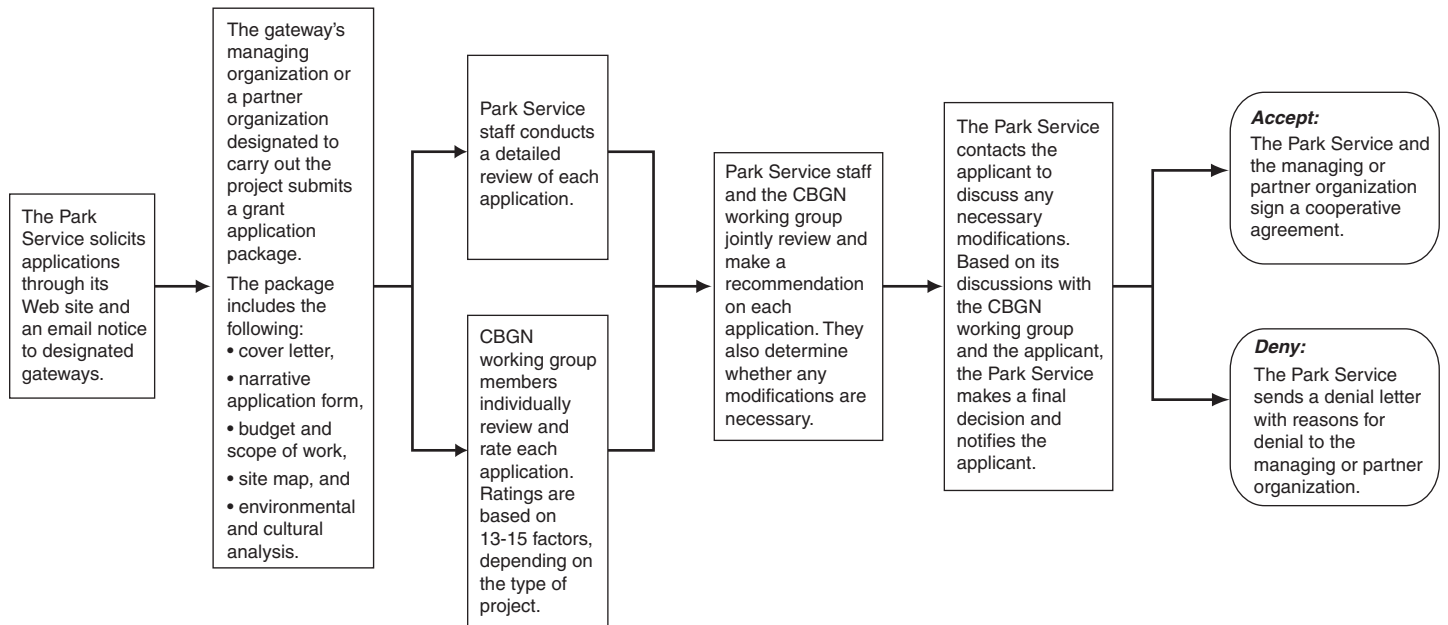 The Park
Service solicits
applications
through its
Web site and
an email notice
to designated
gateways.
The gateway's
managing
organization or
a partner
organization
designated to
carry out the
project submits
a grant
application
package.
The package
includes the
following:
• cover letter,
• narrative
application form,
• budget and
scope of work,
• site map, and
• environmental
and cultural
analysis.
Park Service
staff conducts
a detailed
review of each
application.
CBGN
working group
members
individually
review and
rate each
application.
Ratings are
based on
13-15 factors,
depending on
the type of
project.
Park Service staff
and the CBGN
working group
jointly review and
make a
recommendation
on each
application. They
also determine
whether any
modifications are
necessary.
The Park Service
contacts the
applicant to
discuss any
necessary
modifications.
Based on its
discussions with
the CBGN
working group
and the applicant,
the Park Service
makes a final
decision and
notifies the
applicant.
Accept:
The Park Service and
the managing or
partner organization
sign a cooperative
agreement.
Deny:
The Park Service
sends a denial letter
with reasons for
denial to the
managing or partner
organization.